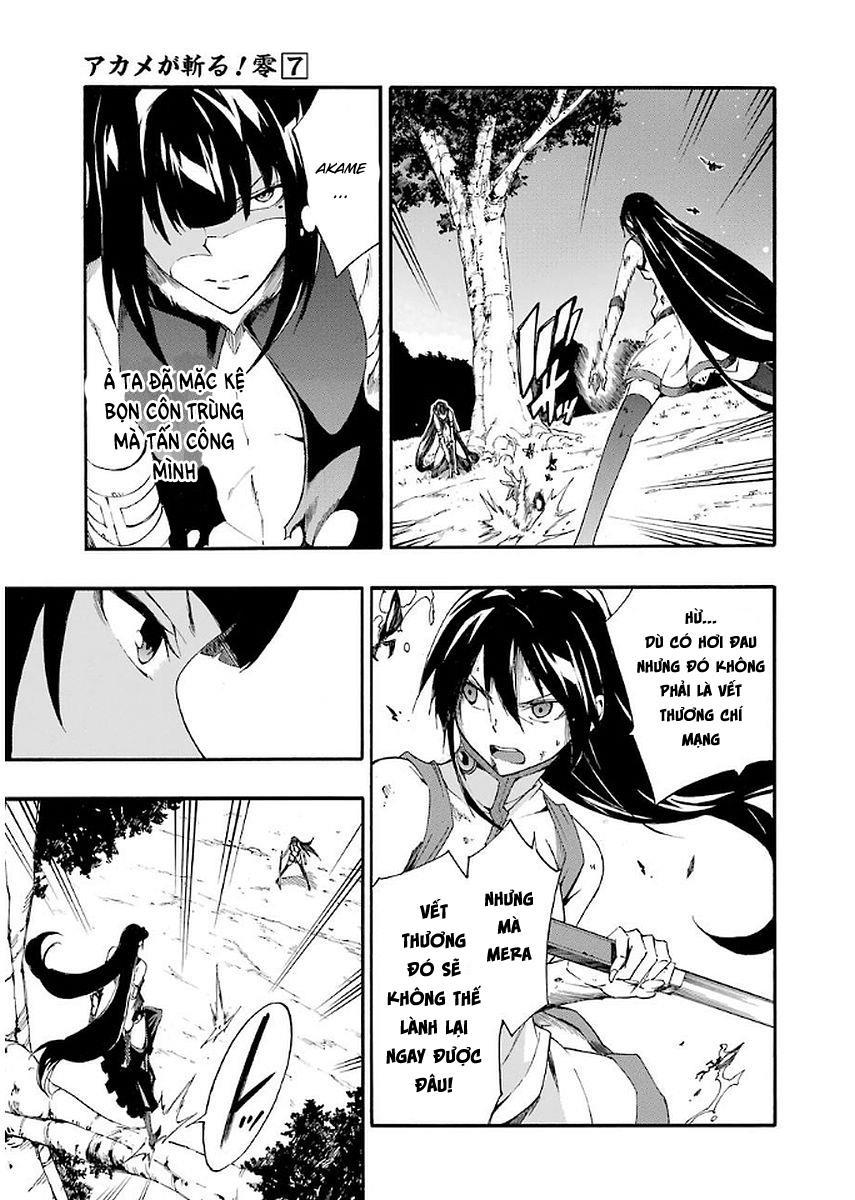 アカメが斬る！零7
AKAME
...
Ả TA ĐÃ MẶC KỆ
BỌN CÔN TRÙNG
MÀ TẤN CÔNG
MÌNH
HỪ...
DÙ CÓ HƠI ĐAU
NHƯNG ĐÓ KHÔNG
PHẢI LÀ VẾT
THƯƠNG CHÍ
MẠNG
NHƯNG
MÀ
MERA
VẾT
THƯƠNG
ĐÓ SẼ
KHÔNG THỂ
LÀNH LẠI
NGAY ĐƯỢC
ĐÂU!